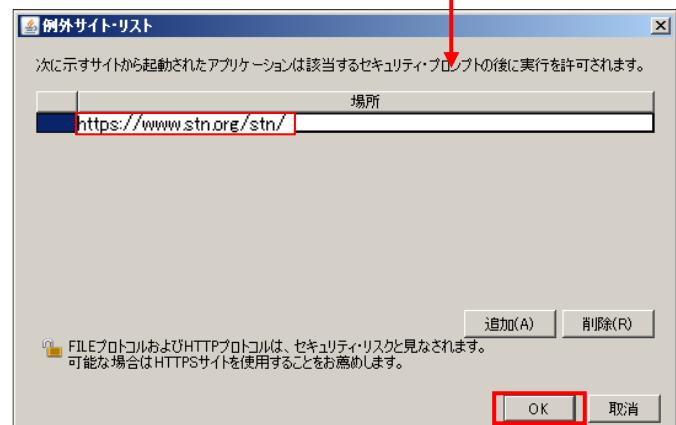 例外サイト・リスト
次に示すサイトから起動されたアプリケーションは該当するセキュリティ・プロンプトの後に実行を許可されます。
場所
https://www.stn.org/stn/
追加(A) 削除(R)
FILEプロトコルおよびHTTPプロトコルは、セキュリティ・リスクと見なされます。
可能な場合はHTTPSサイトを使用することをお薦めします。
OK 取消